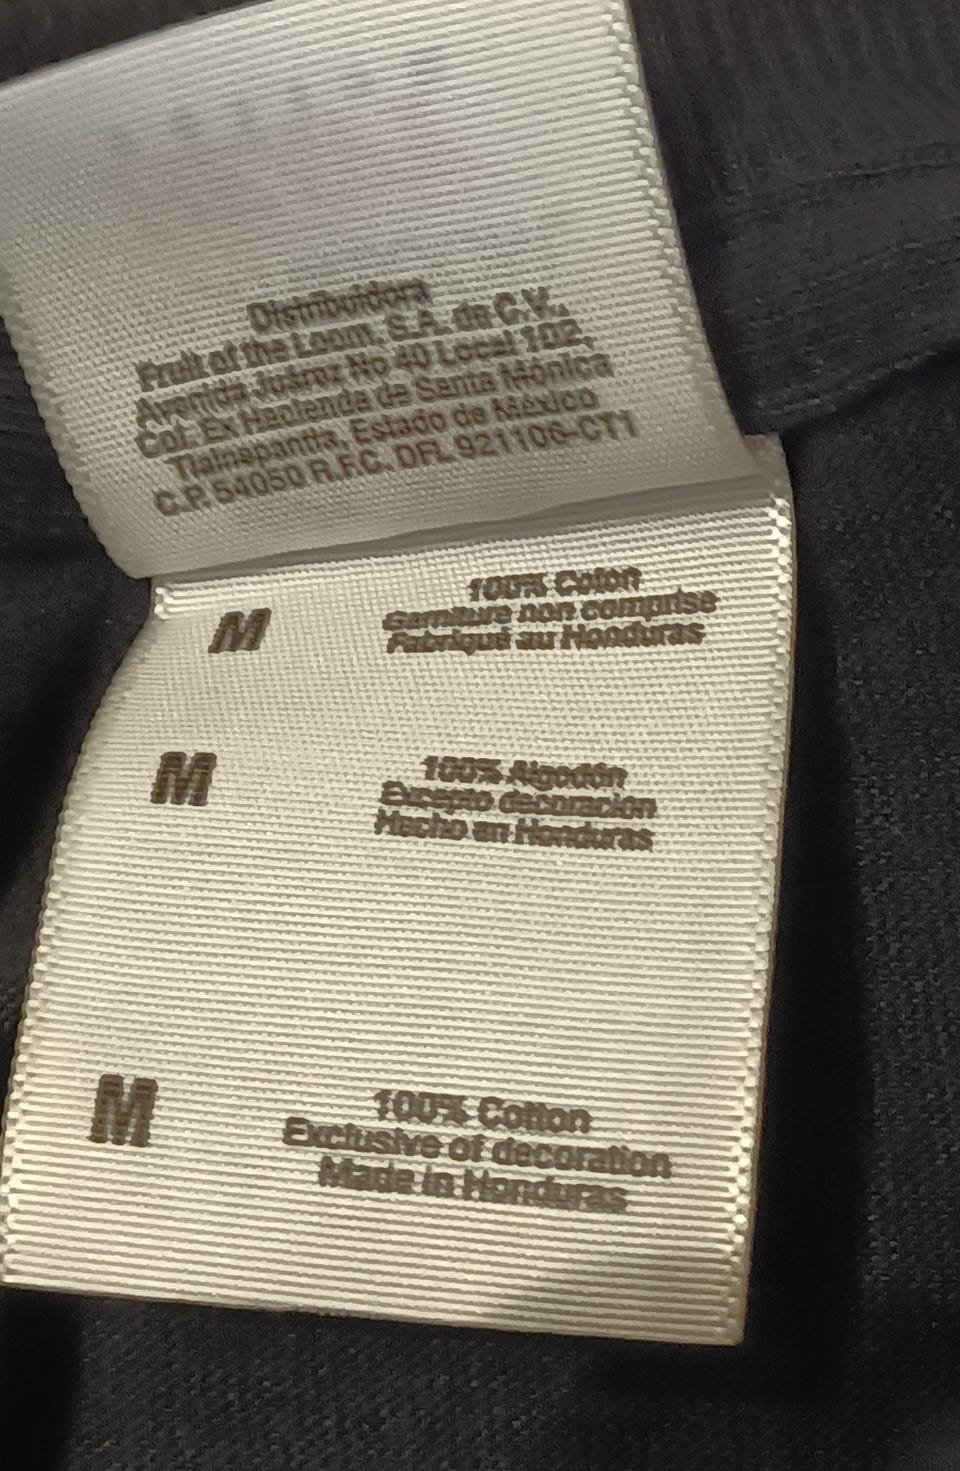 Distribuidora
Fruit of the Loom, S.A. de C.V.,
Avenida Juárez No 40 Local 102,
Col. Ex Hacienda de Santa Mónica
Tlalnepantla, Estado de México
C.P. 54050 R.F.C. DFL 921106-CT1
M
100% Coton
Garniture non comprise
Fabriqué au Honduras
M
100% Algodón
Excepto decoración
Hecho en Honduras
M
100% Cotton
Exclusive of decoration
Made in Honduras